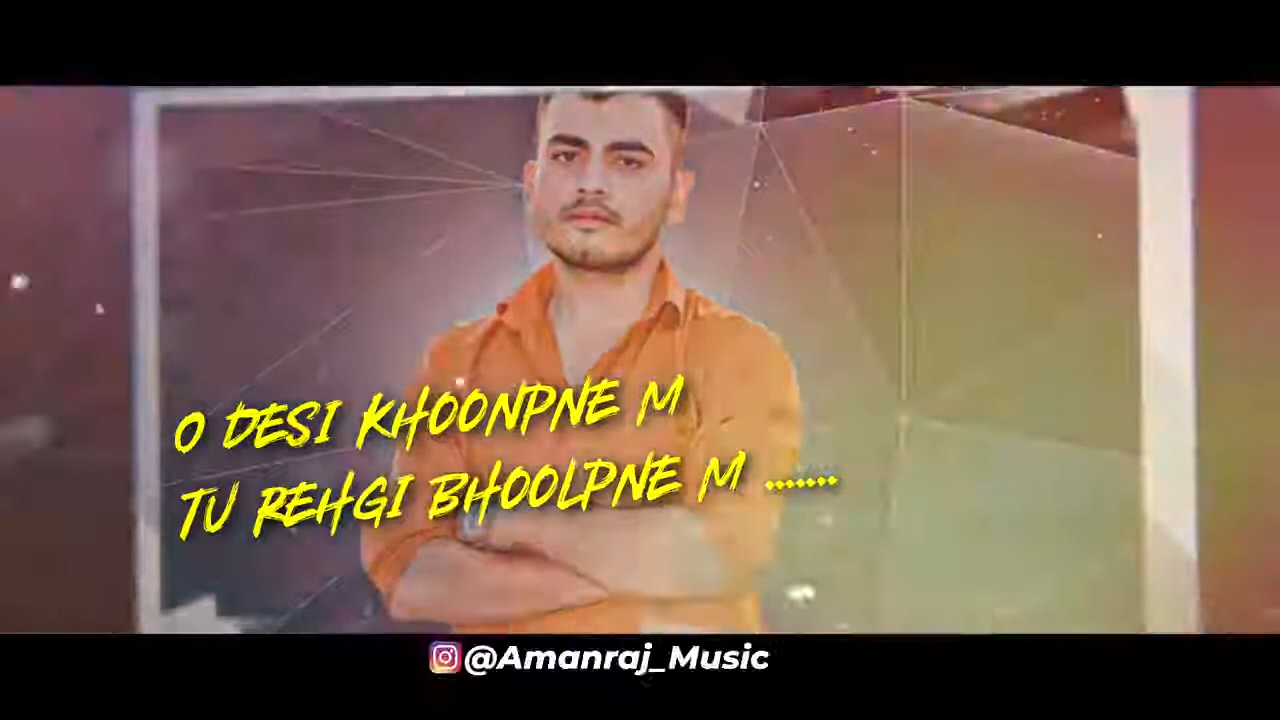 O DESI KHOONPNE M
TU REHGI BHOOLPNE M .......
@Amanraj_Music